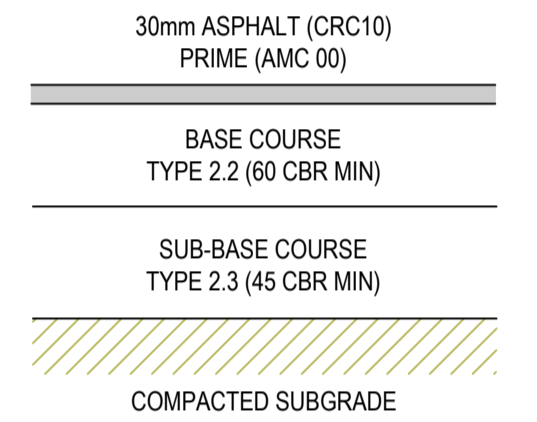 30mm ASPHALT (CRC10)
PRIME (AMC 00)
BASE COURSE
TYPE 2.2 (60 CBR MIN)
SUB-BASE COURSE
TYPE 2.3 (45 CBR MIN)
COMPACTED SUBGRADE